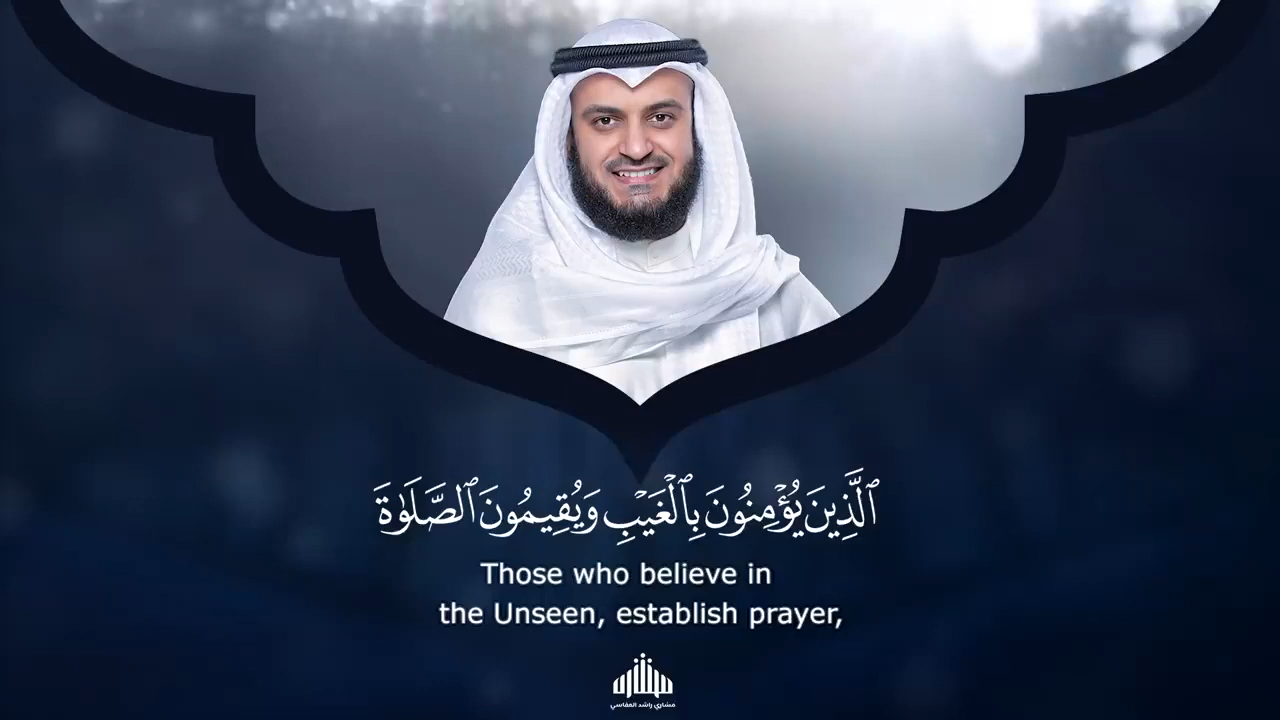 ٱلَّذِينَ يُؤْمِنُونَ بِٱلْغَيْبِ وَيُقِيمُونَ ٱلصَّلَوٰةَ
Those who believe in
the Unseen, establish prayer,
مشاري راشد العفاسي